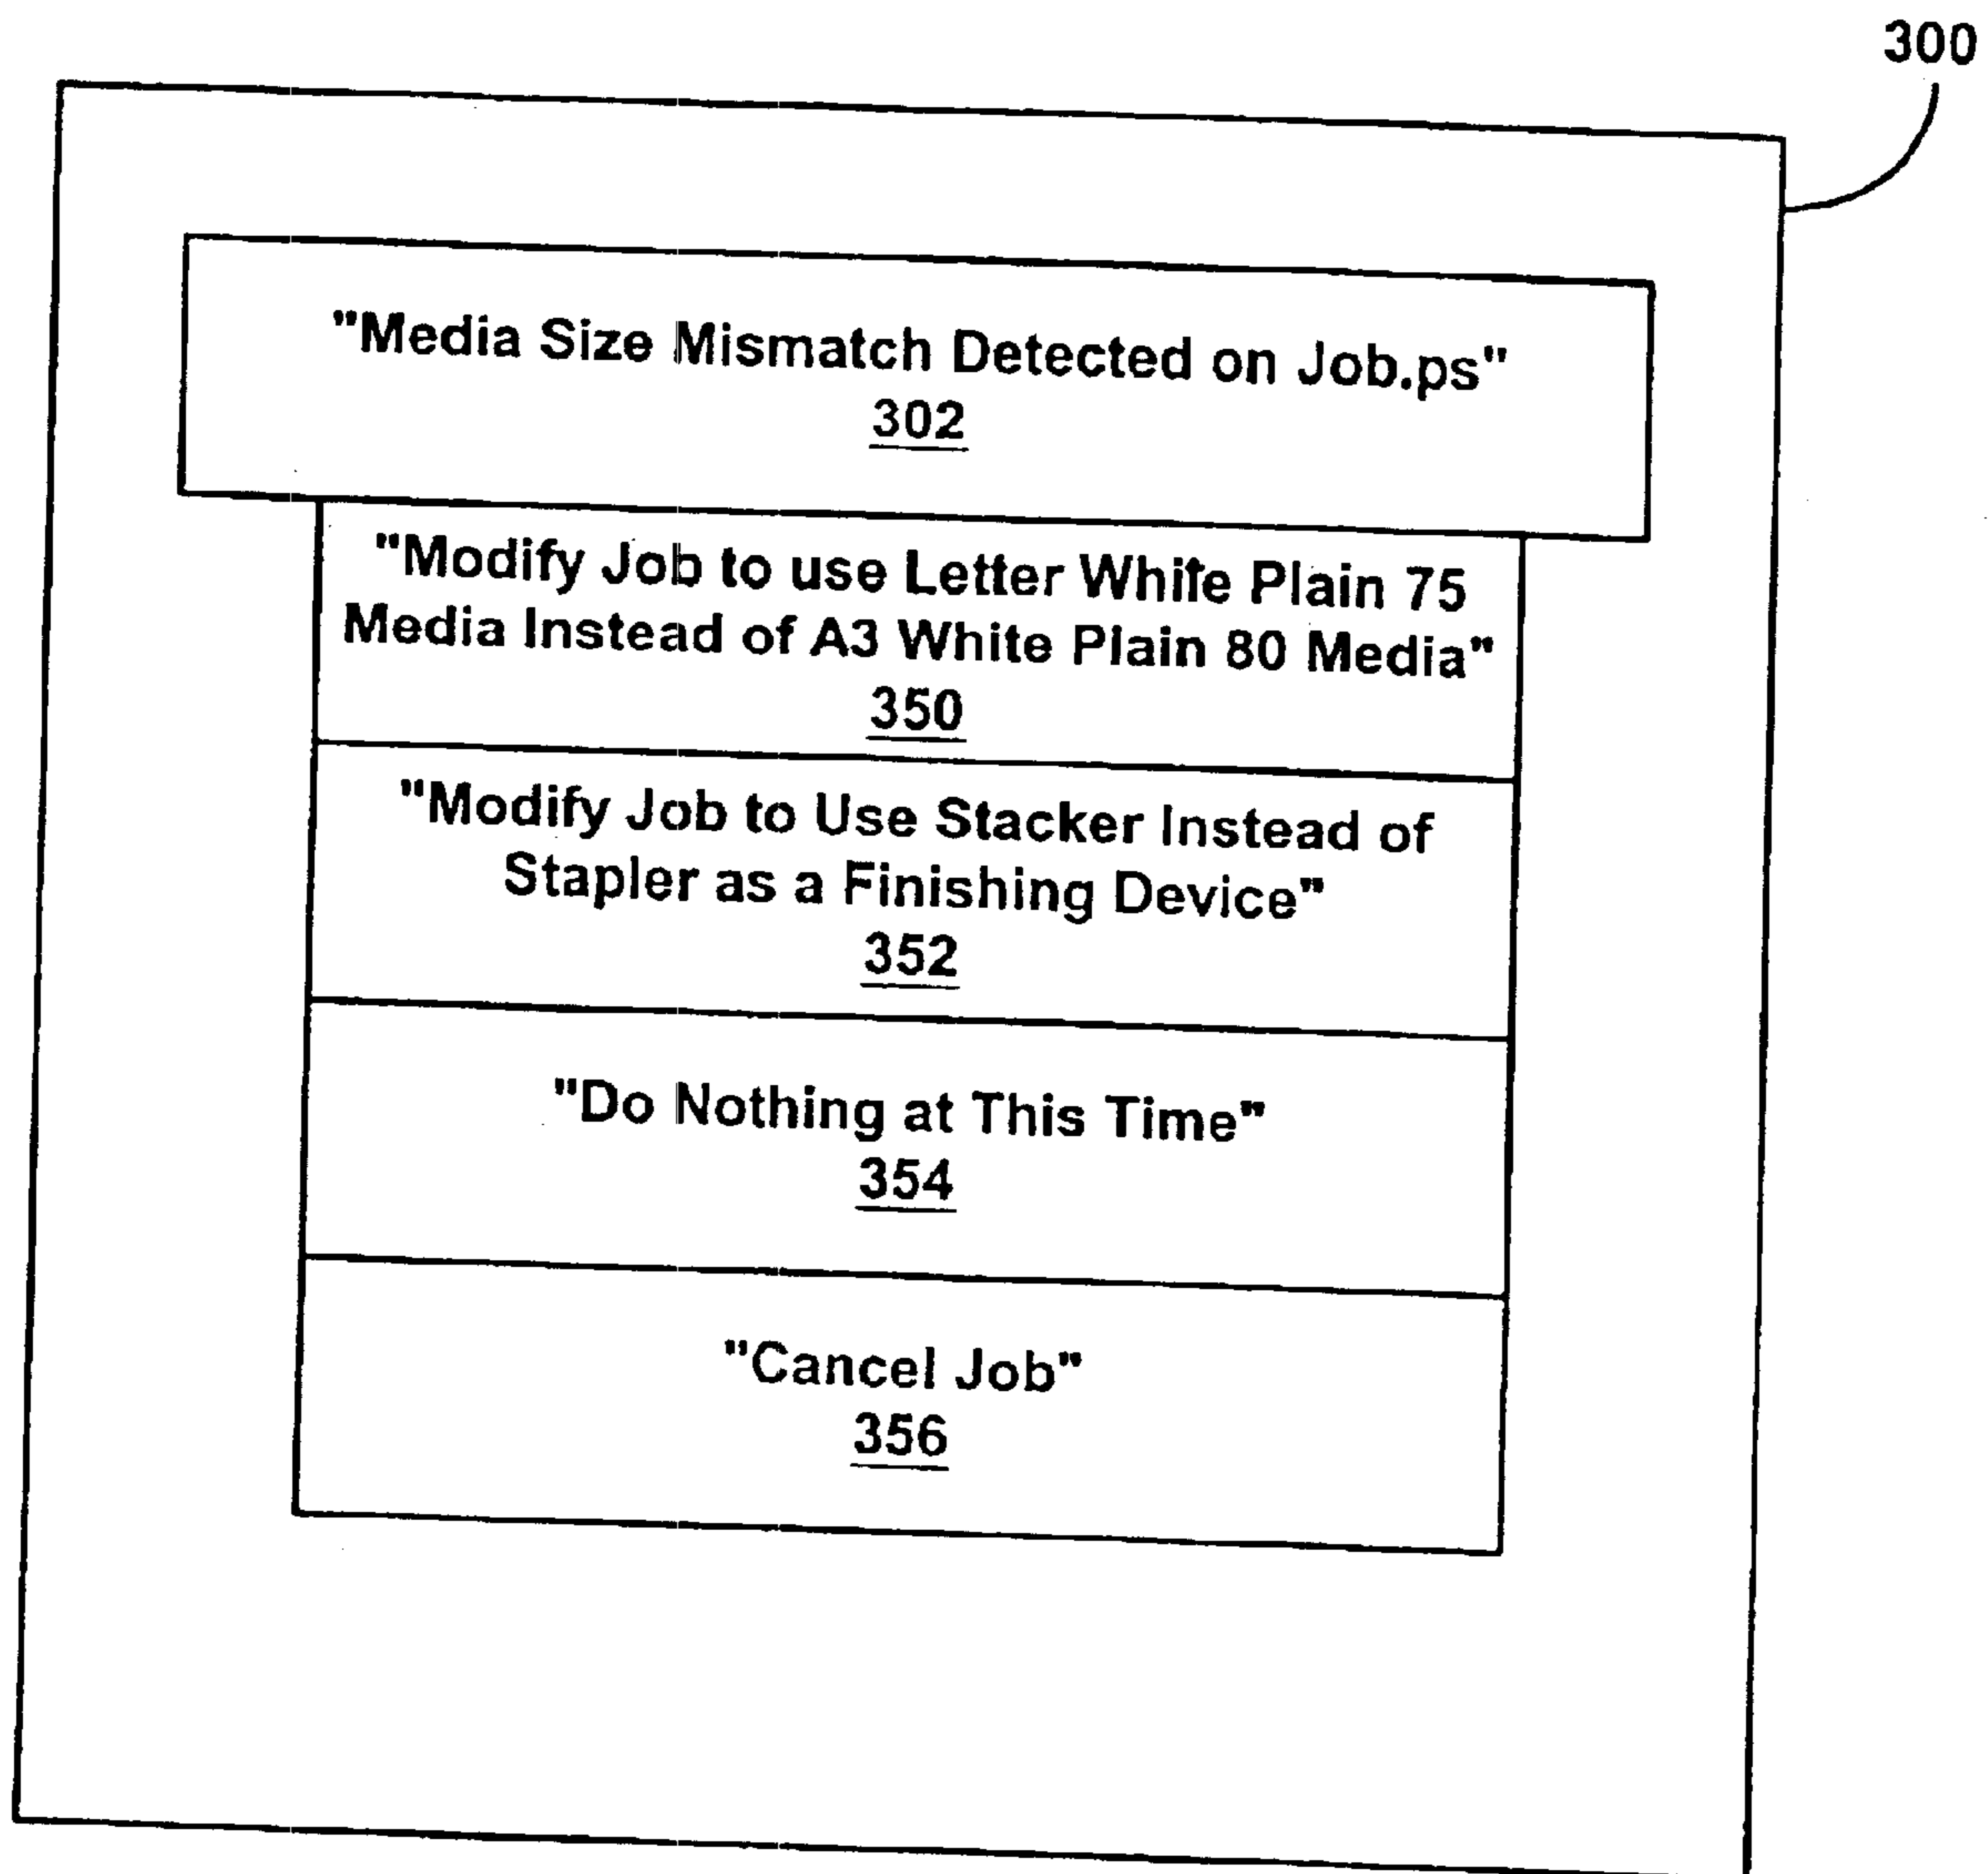 300
"Media Size Mismatch Detected on Job.ps"
302
"Modify Job to use Letter White Plain 75
Media Instead of A3 White Plain 80 Media"
350
"Modify Job to Use Stacker Instead of
Stapler as a Finishing Device"
352
"Do Nothing at This Time"
354
"Cancel Job"
356